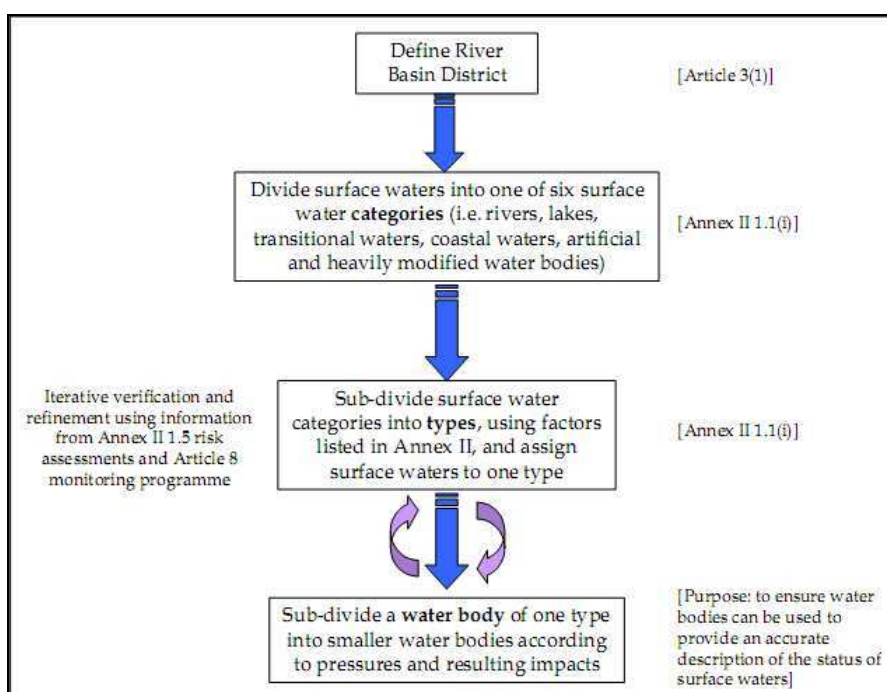 Define River
Basin District
[Article 3(1)]
Divide surface waters into one of six surface
water categories (i.e. rivers, lakes,
transitional waters, coastal waters, artificial
and heavily modified water bodies)
[Annex II 1.1(i)]
Iterative verification and
refinement using information
from Annex II 1.5 risk
assessments and Article 8
monitoring programme
Sub-divide surface water
categories into types, using factors
listed in Annex II, and assign
surface waters to one type
[Annex II 1.1(i)]
Sub-divide a water body of one type
into smaller water bodies according
to pressures and resulting impacts
[Purpose: to ensure water
bodies can be used to
provide an accurate
description of the status of
surface waters]